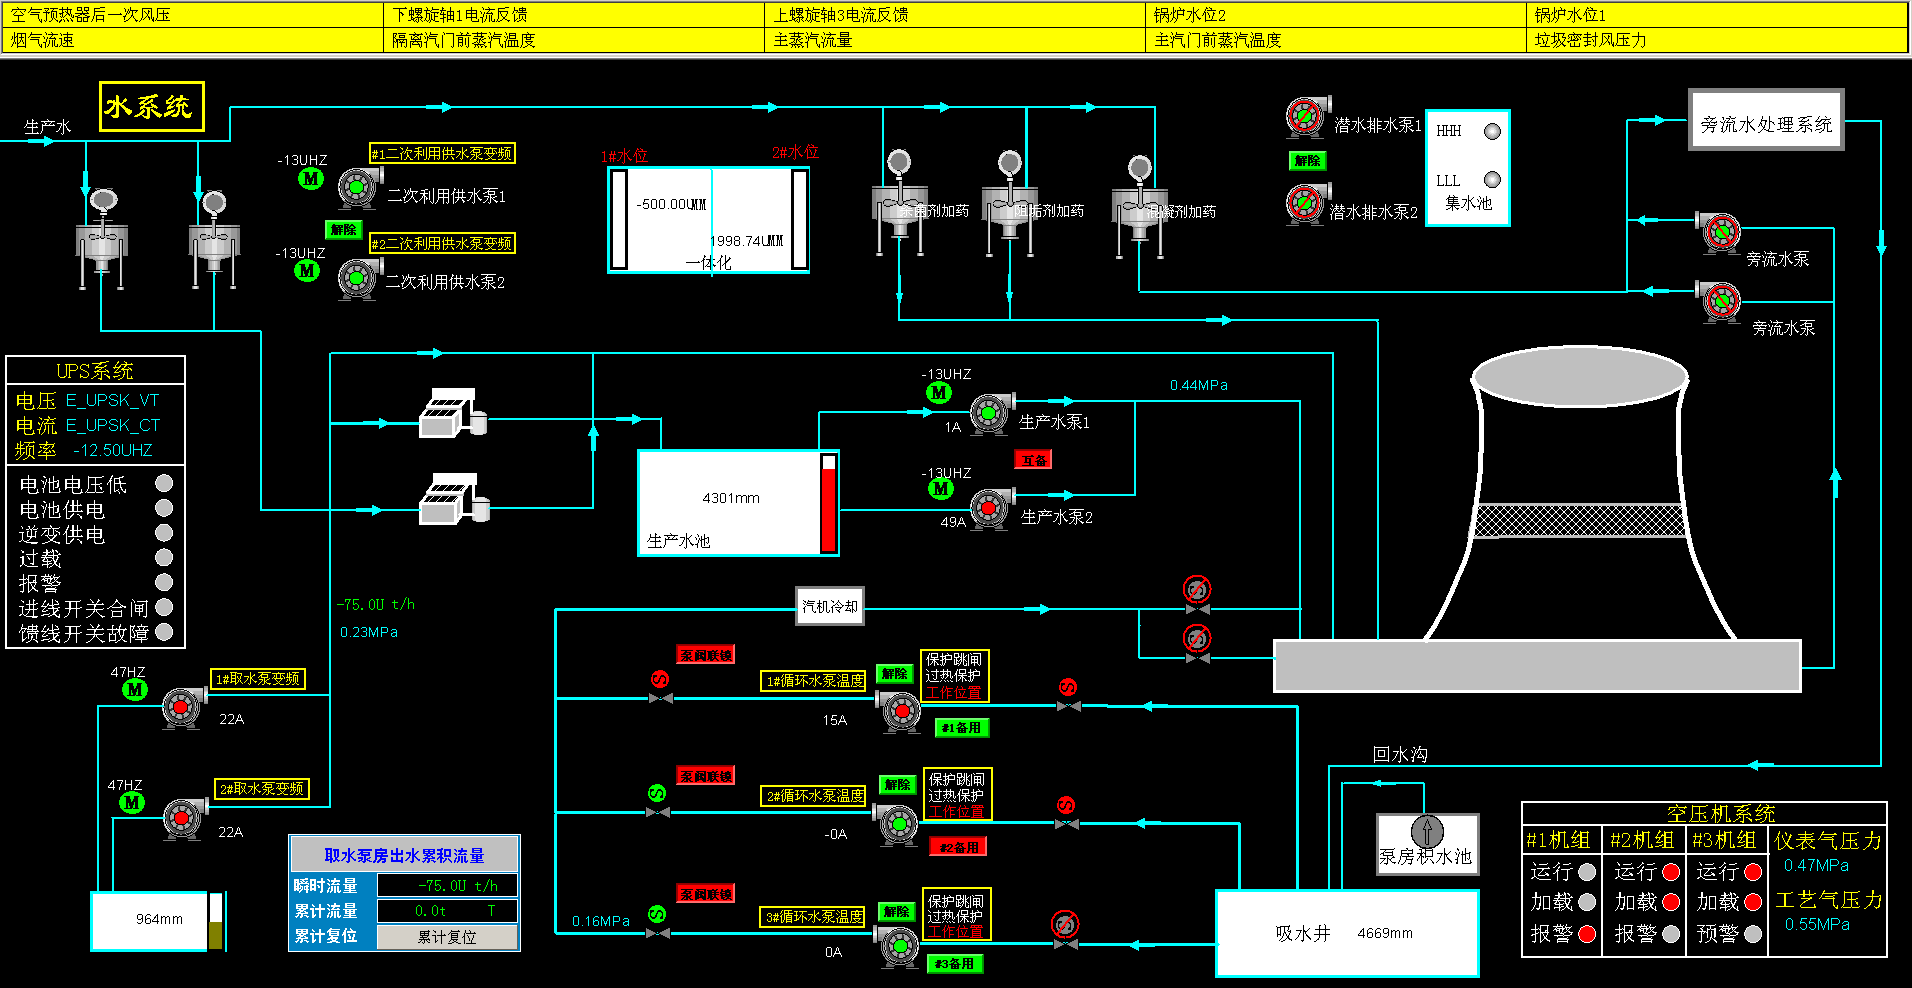 空气预热器后一次风压
下螺旋轴1电流反馈
上螺旋轴3电流反馈
锅炉水位2
锅炉水位1
烟气流速
隔离汽门前蒸汽温度
主蒸汽流量
主汽门前蒸汽温度
垃圾密封风压力
水系统
生产水
-13UHZ
M
#1二次利用供水泵变频
二次利用供水泵1
解除
-13UHZ
M
#2二次利用供水泵变频
二次利用供水泵2
1#水位
2#水位
-500.00UMM
1998.74UMM
一体化
杀菌剂加药
阻垢剂加药
混凝剂加药
潜水排水泵1
解除
潜水排水泵2
HHH
LLL
集水池
旁流水处理系统
旁流水泵
旁流水泵
UPS系统
电压 E_UPSK_VT
电流 E_UPSK_CT
频率 -12.50UHZ
电池电压低
电池供电
逆变供电
过载
报警
进线开关合闸
馈线开关故障
-13UHZ
M
1A
生产水泵1
互备
-13UHZ
M
49A
生产水泵2
0.44MPa
4301mm
生产水池
-75.0U t/h
0.23MPa
汽机冷却
47HZ
M
1#取水泵变频
22A
47HZ
M
2#取水泵变频
22A
964mm
取水泵房出水累积流量
瞬时流量 -75.0U t/h
累计流量 0.0t T
累计复位 累计复位
泵阀联锁
1#循环水泵温度
解除
保护跳闸
过热保护
工作位置
15A
#1备用
泵阀联锁
2#循环水泵温度
解除
保护跳闸
过热保护
工作位置
-0A
#2备用
泵阀联锁
0.16MPa
3#循环水泵温度
解除
保护跳闸
过热保护
工作位置
0A
#3备用
回水沟
泵房积水池
吸水井 4669mm
空压机系统
#1机组 #2机组 #3机组 仪表气压力
0.47MPa
运行 运行 运行
加载 加载 加载
工艺气压力
0.55MPa
报警 报警 预警